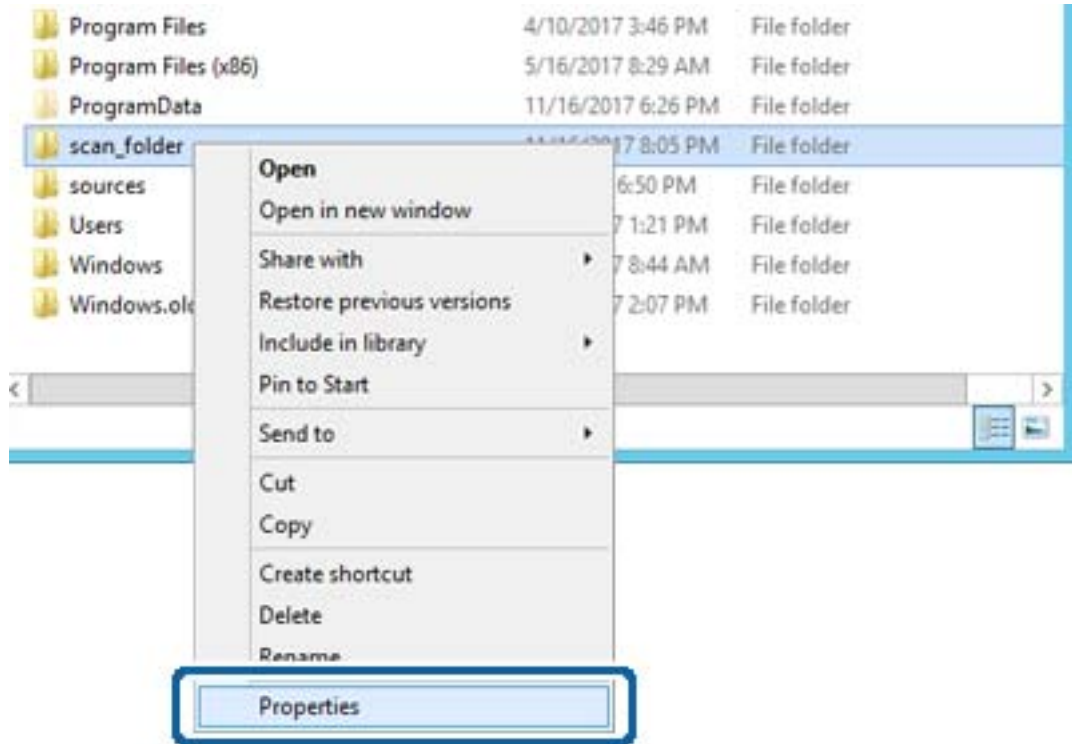 Program Files 4/10/2017 3:46 PM File folder
Program Files (x86) 5/16/2017 8:29 AM File folder
ProgramData 11/16/2017 6:26 PM File folder
scan_folder 8:05 PM File folder
sources 6:50 PM File folder
Users 1:21 PM File folder
Windows 8:44 AM File folder
Windows.old 2:07 PM File folder
Open
Open in new window
Share with
Restore previous versions
Include in library
Pin to Start
Send to
Cut
Copy
Create shortcut
Delete
Rename
Properties